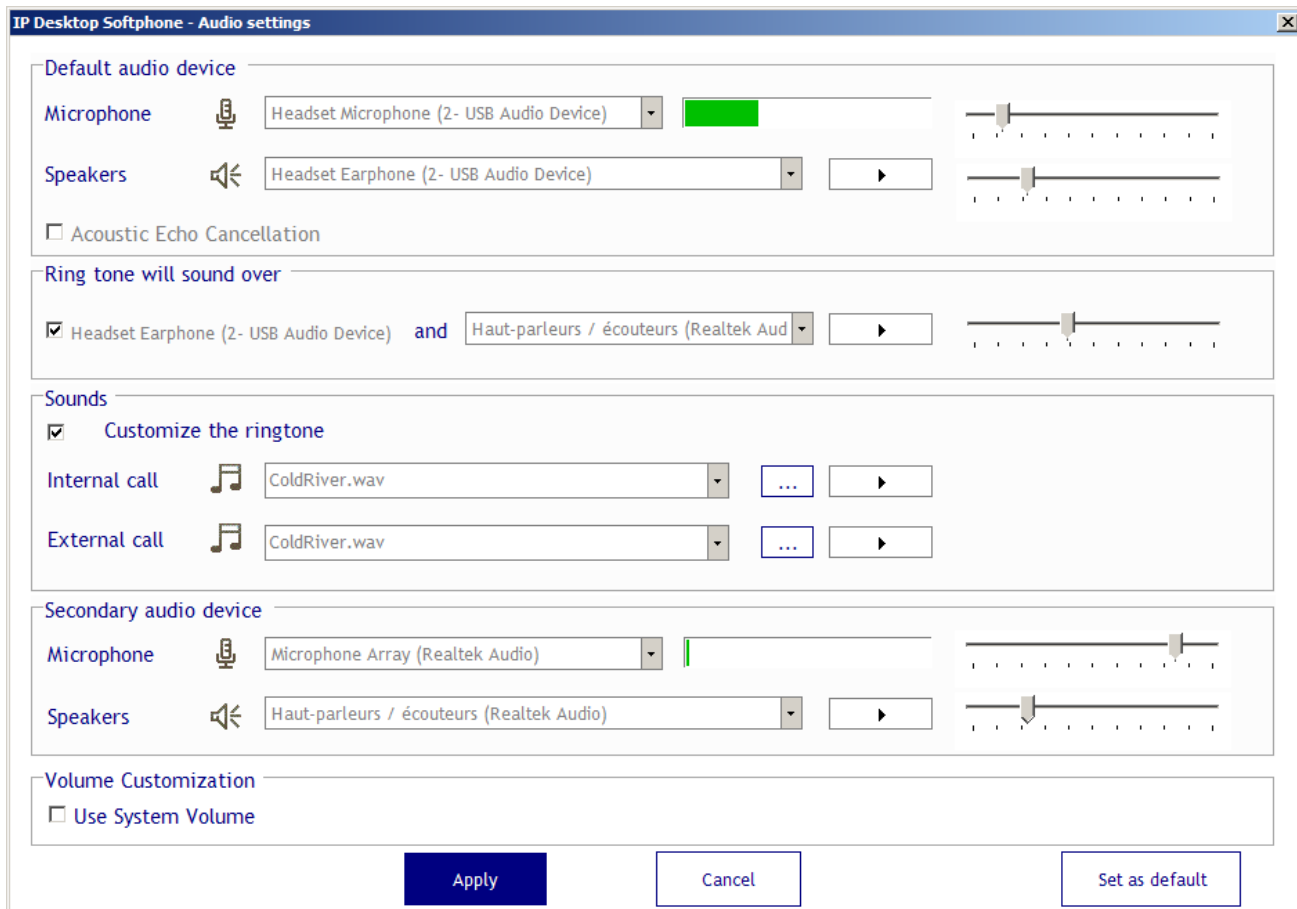 IP Desktop Softphone - Audio settings
Default audio device
Microphone Headset Microphone (2- USB Audio Device)
Speakers Headset Earphone (2- USB Audio Device)
Acoustic Echo Cancellation
Ring tone will sound over
Headset Earphone (2- USB Audio Device) and Haut-parleurs / écouteurs (Realtek Aud
Sounds
Customize the ringtone
Internal call ColdRiver.wav ...
External call ColdRiver.wav ...
Secondary audio device
Microphone Microphone Array (Realtek Audio)
Speakers Haut-parleurs / écouteurs (Realtek Audio)
Volume Customization
Use System Volume
Apply Cancel Set as default